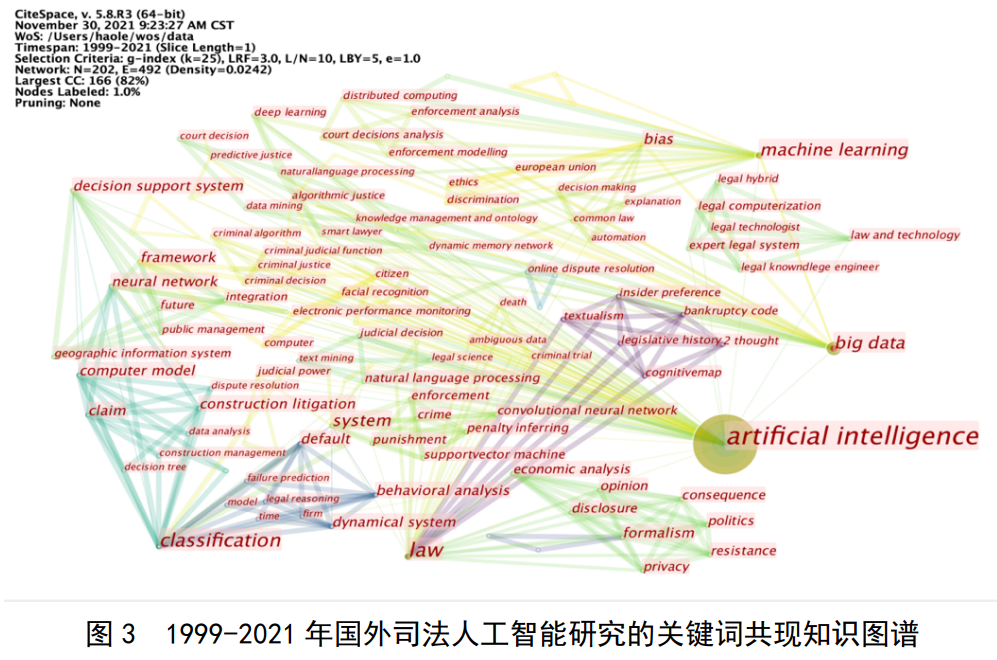 CiteSpace, v. 5.8.R3 (64-bit)
November 30, 2021 9:23:27 AM CST
WoS: /Users/haole/wos/data
Timespan: 1999-2021 (Slice Length=1)
Selection Criteria: g-index (k=25), LRF=3.0, L/N=10, LBY=5, e=1.0
Network: N=202, E=492 (Density=0.0242)
Largest CC: 166 (82%)
Nodes Labeled: 1.0%
Pruning: None
distributed computing
deep learning
enforcement analysis
court decision
court decisions analysis
bias
machine learning
predictive justice
enforcement modelling
naturallanguage processing
european union
decision support system
ethics
decision making
legal hybrid
algorithmic justice
discrimination
explanation
data mining
legal computerization
knowledge management and ontology
common law
criminal algorithm
smart lawyer
automation
legal technologist
law and technology
dynamic memory network
expert legal system
criminal judicial function
framework
criminal justice
citizen
online dispute resolution
legal knowndlege engineer
neural network
criminal decision
facial recognition
insider preference
future
integration
death
electronic performance monitoring
textualism
bankruptcy code
public management
judicial decision
computer
ambiguous data
legislative history
2 thought
big data
geographic information system
text mining
legal science
criminal trial
computer model
judicial power
natural language processing
cognitivemap
dispute resolution
enforcement
claim
construction litigation
crime
convolutional neural network
system
data analysis
default
punishment
penalty inferring
artificial intelligence
construction management
supportvector machine
decision tree
economic analysis
failure prediction
opinion
model
legal reasoning
behavioral analysis
consequence
time
firm
disclosure
dynamical system
politics
classification
formalism
law
resistance
privacy
图 3 1999-2021 年国外司法人工智能研究的关键词共现知识图谱